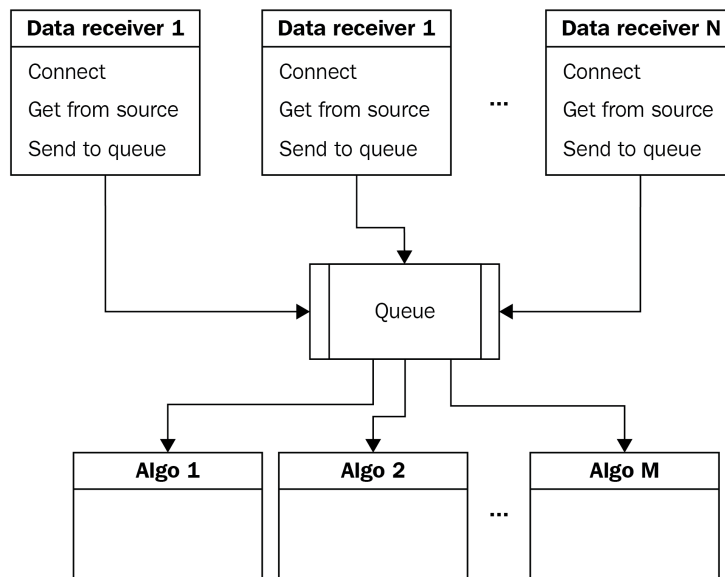 Data receiver 1
Connect
Get from source
Send to queue
Data receiver 1
Connect
Get from source
Send to queue
...
Data receiver N
Connect
Get from source
Send to queue
Queue
Algo 1
Algo 2
...
Algo M